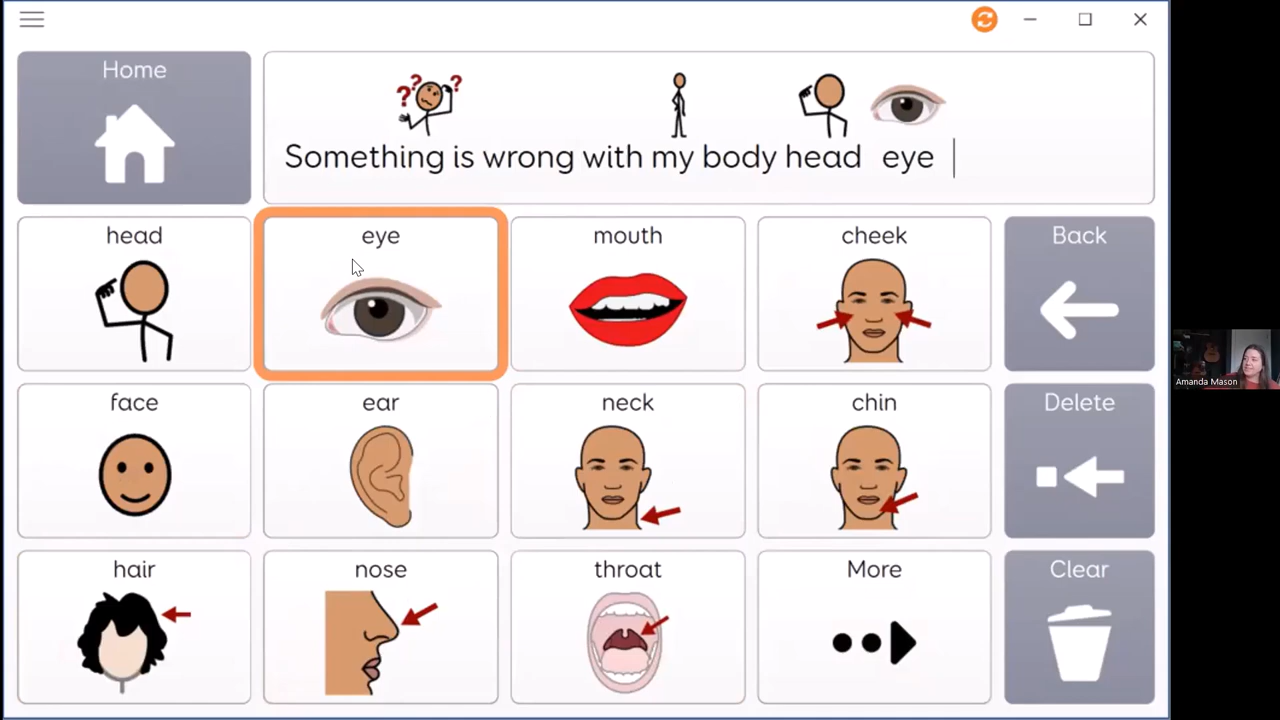 Home
Something is wrong with my body head eye
head
eye
mouth
cheek
Back
face
ear
neck
chin
Delete
hair
nose
throat
More
Clear
Amanda Mason